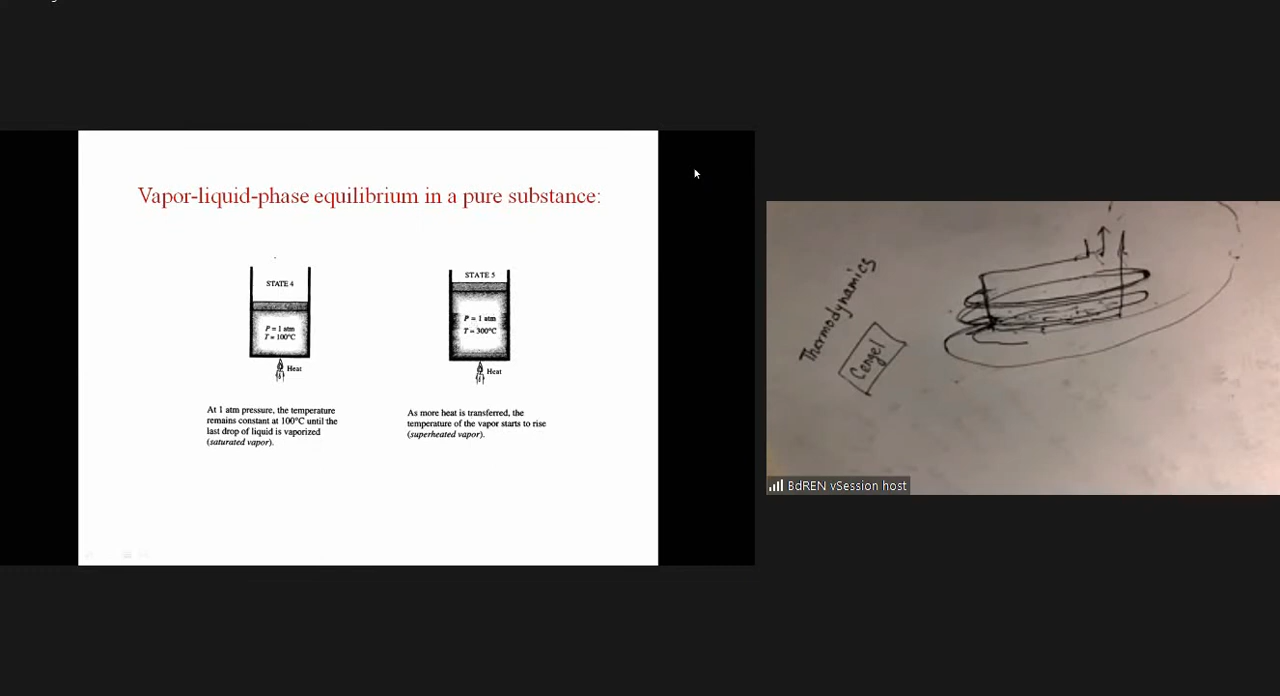 Vapor-liquid-phase equilibrium in a pure substance:
STATE 4
P = 1 atm
T = 100°C
Heat
At 1 atm pressure, the temperature
remains constant at 100°C until the
last drop of liquid is vaporized
(saturated vapor).
STATE 5
P = 1 atm
T = 300°C
Heat
As more heat is transferred, the
temperature of the vapor starts to rise
(superheated vapor).
Thermodynamics
Cengel
BdREN vSession host